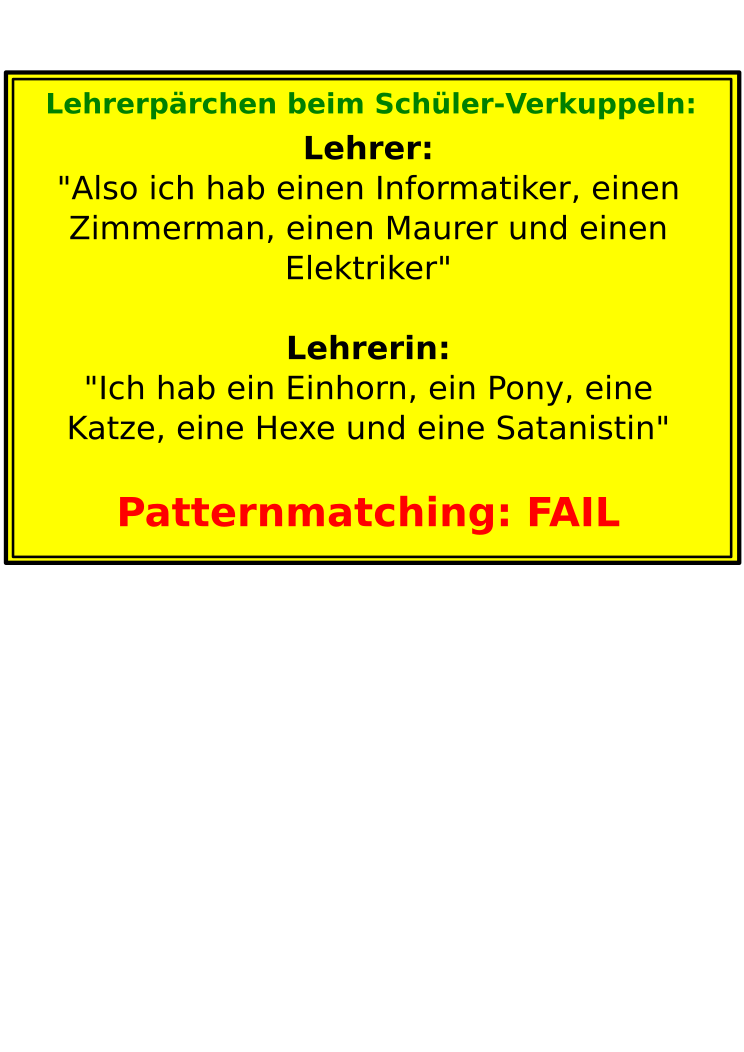 Lehrerpärchen beim Schüler-Verkuppeln:
Lehrer:
"Also ich hab einen Informatiker, einen
Zimmerman, einen Maurer und einen
Elektriker"
Lehrerin:
"Ich hab ein Einhorn, ein Pony, eine
Katze, eine Hexe und eine Satanistin"
Patternmatching: FAIL